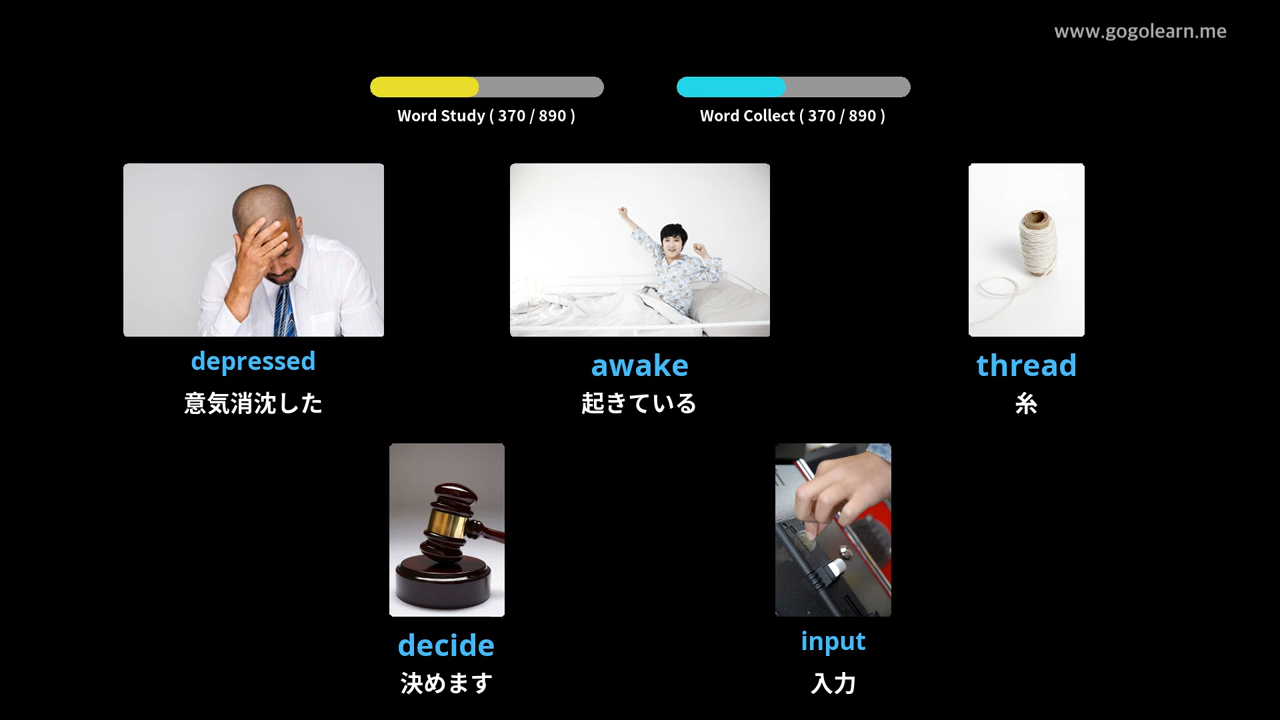 www.gogolearn.me
Word Study ( 370 / 890 )
Word Collect ( 370 / 890 )
depressed
意気消沈した
awake
起きている
thread
糸
decide
決めます
input
入力